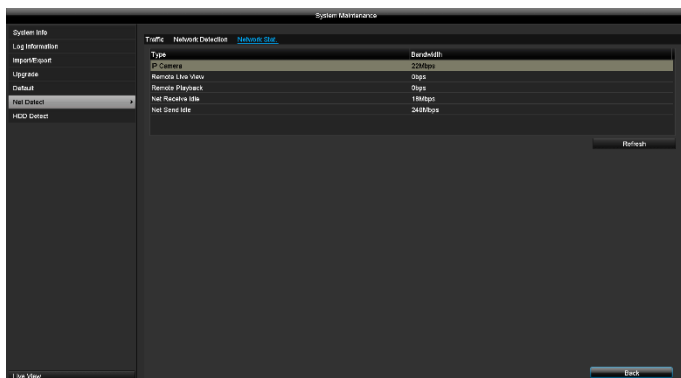 System Maintenance
System Info
Log Information
Import/Export
Upgrade
Default
Net Detect
HDD Detect
Live View
Traffic Network Detection Network Stat.
Type Bandwidth
IP Camera 22Mbps
Remote Live View 0bps
Remote Playback 0bps
Net Receive Idle 18Mbps
Net Send Idle 240Mbps
Refresh
Back